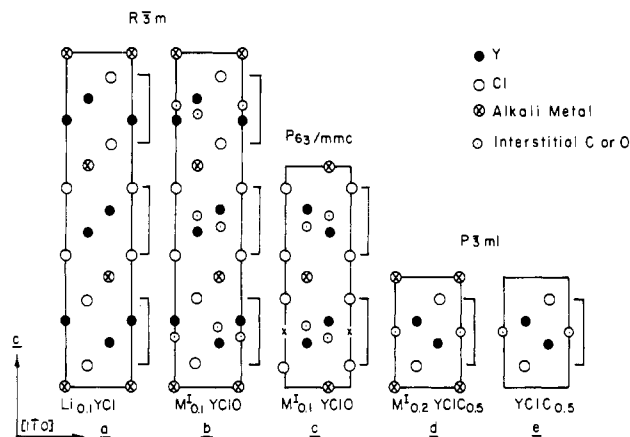 R3̄m
Y
Cl
Alkali Metal
Interstitial C or O
P63/mmc
P3̄ml
c
[11̄0]
Li0.1YCl
MI0.1YClO
MI0.1YClO
MI0.2YClC0.5
YClC0.5
a
b
c
d
e